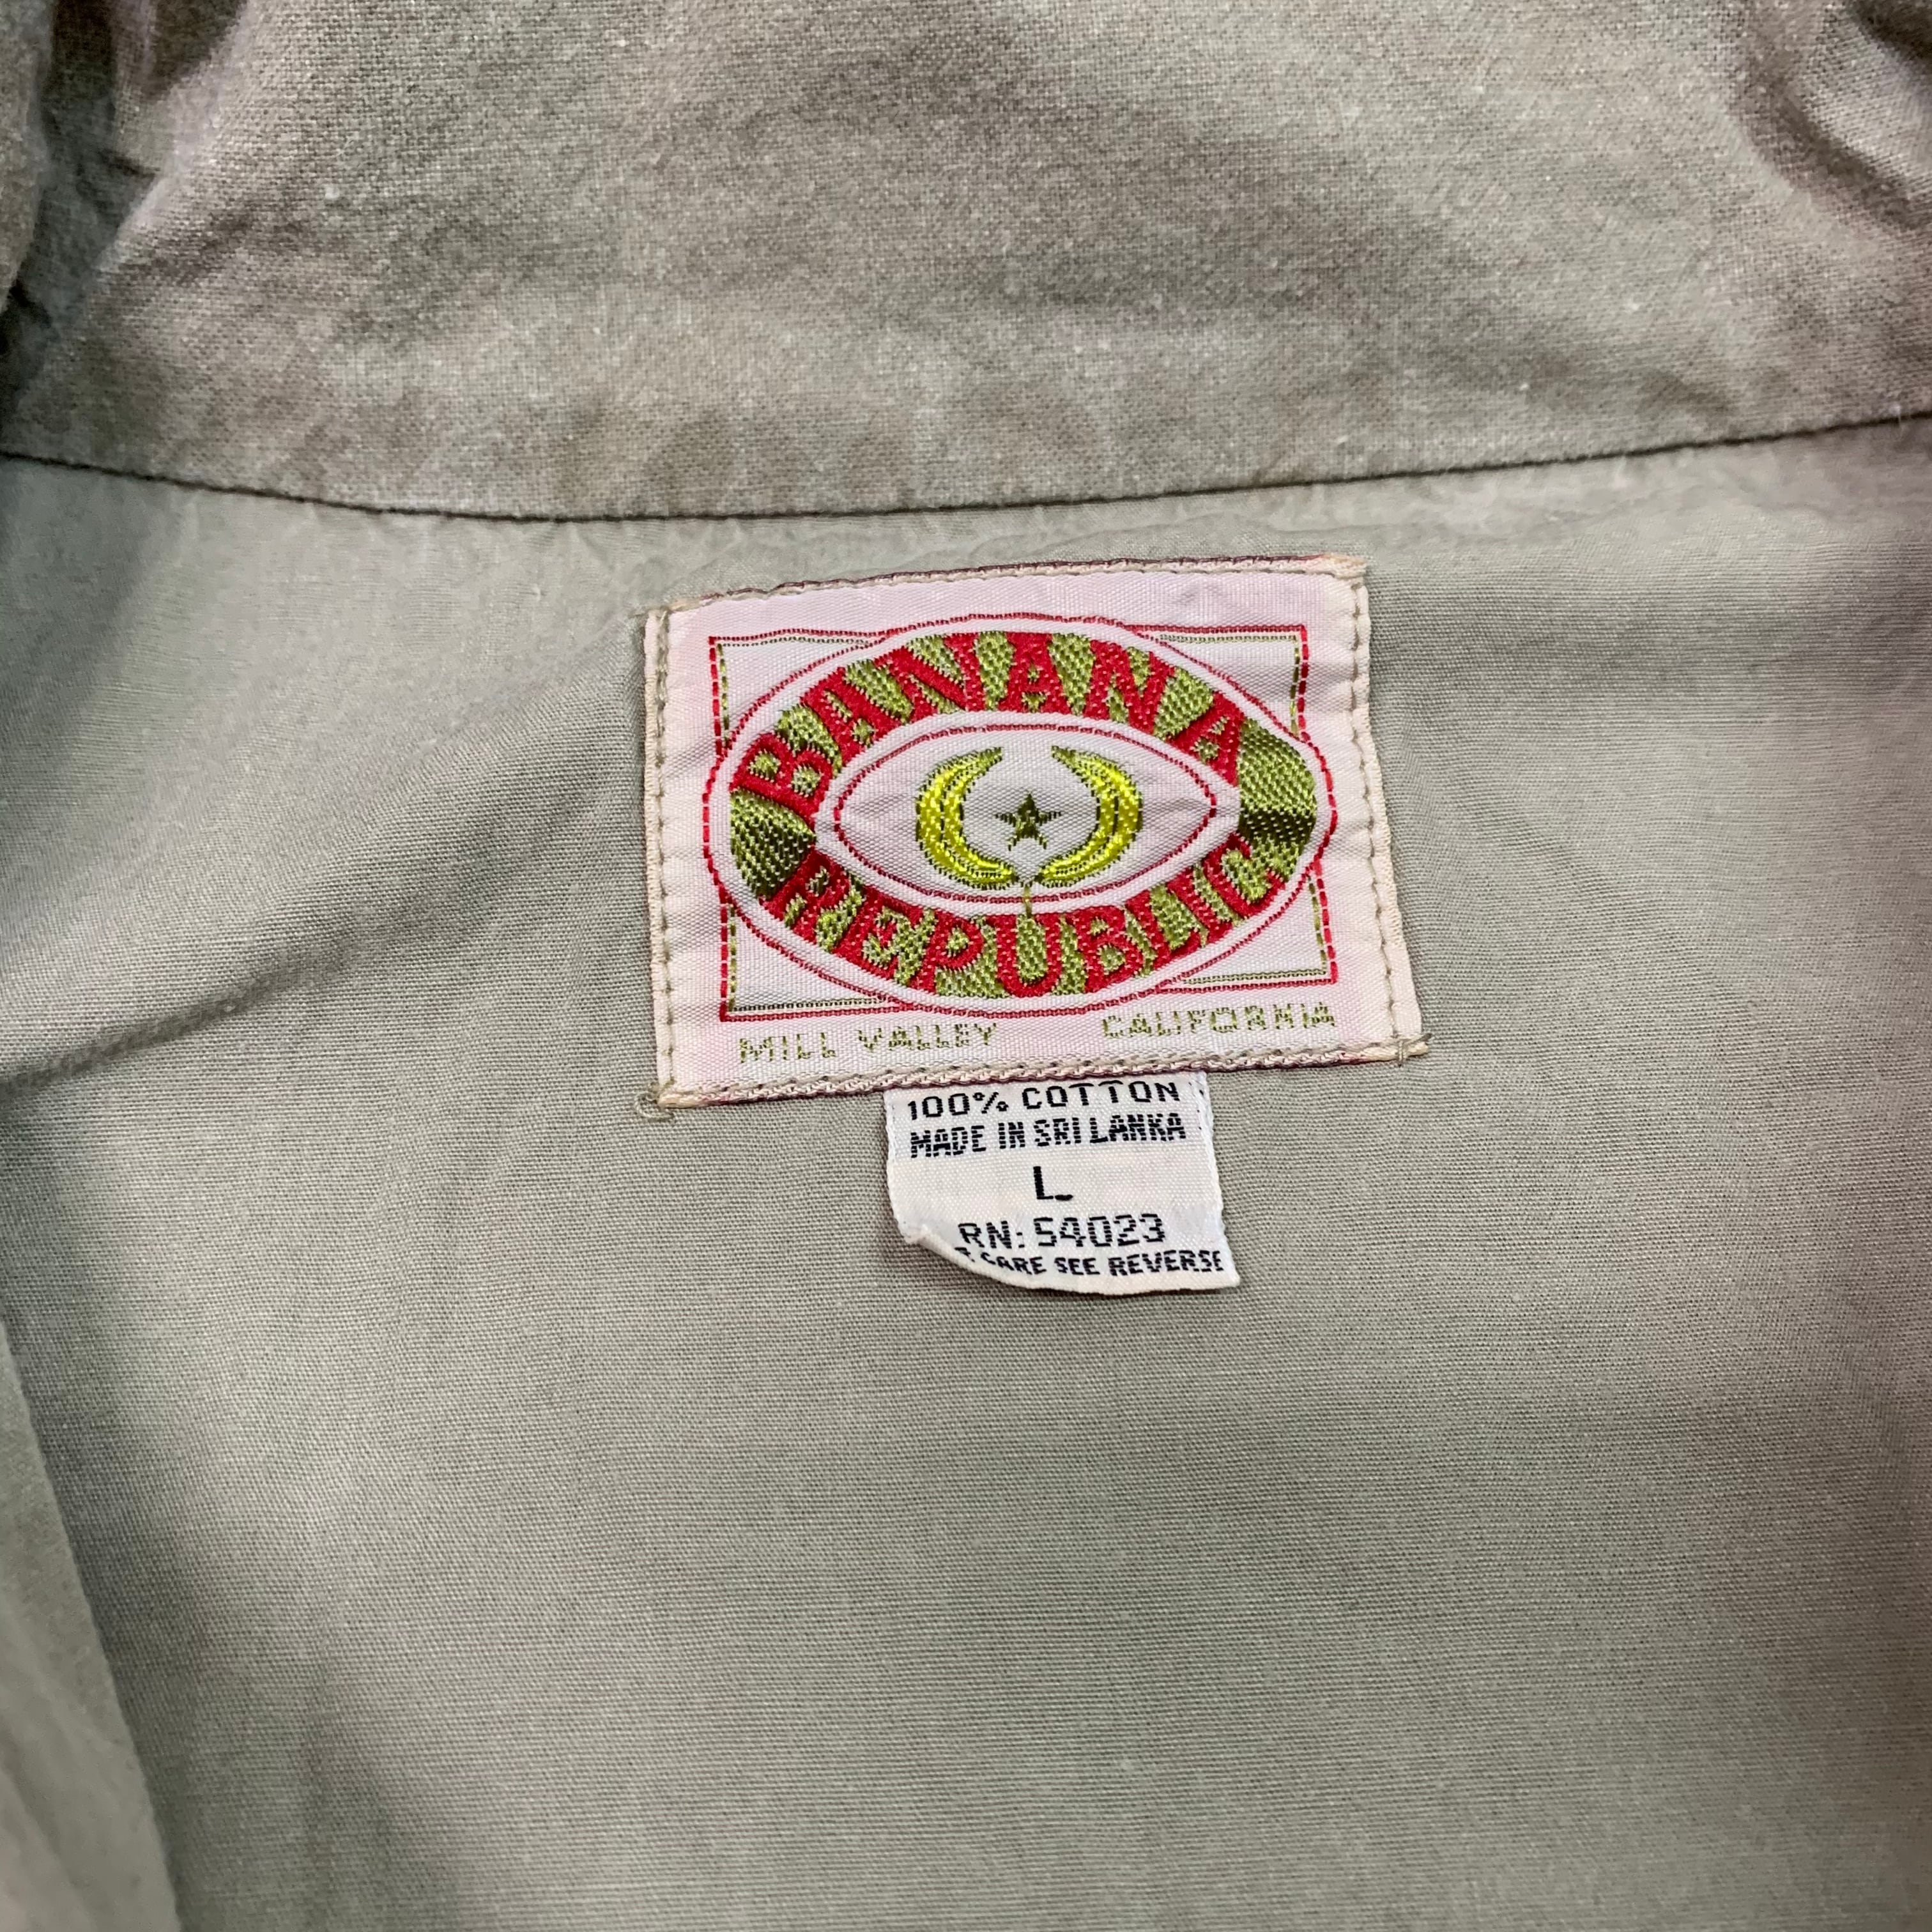 BANANA
REPUBLIC
MILL VALLEY CALIFORNIA
100% COTTON
MADE IN SRI LANKA
L
RN: 54023
CARE SEE REVERSE